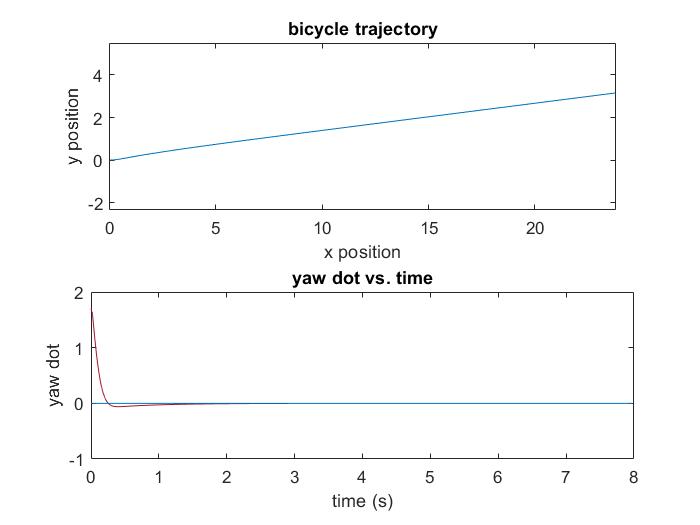 bicycle trajectory
4
2
0
-2
y position
0 5 10 15 20
x position
yaw dot vs. time
2
1
0
-1
yaw dot
0 1 2 3 4 5 6 7 8
time (s)